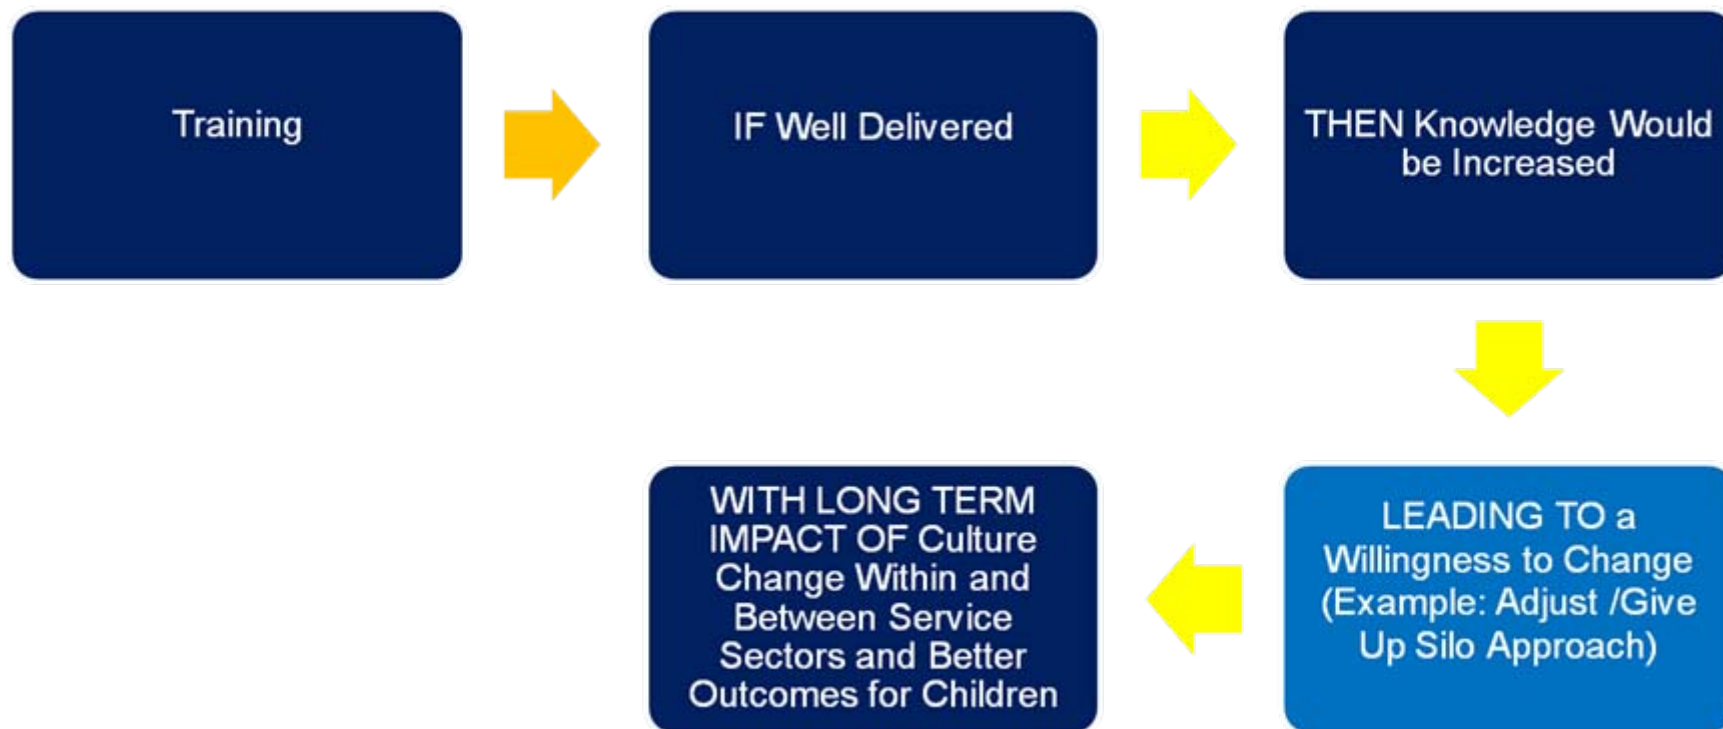 Training
IF Well Delivered
THEN Knowledge Would
be Increased
LEADING TO a
Willingness to Change
(Example: Adjust /Give
Up Silo Approach)
WITH LONG TERM
IMPACT OF Culture
Change Within and
Between Service
Sectors and Better
Outcomes for Children